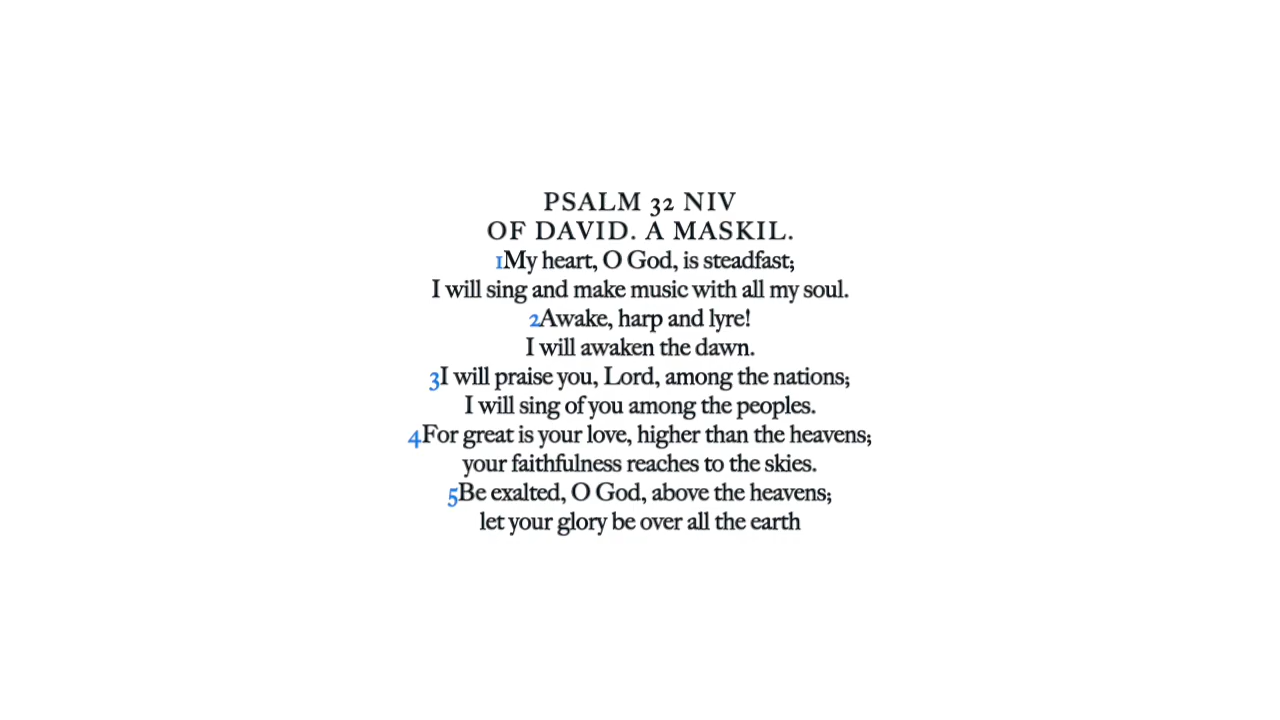 PSALM 32 NIV
OF DAVID. A MASKIL.
1My heart, O God, is steadfast;
I will sing and make music with all my soul.
2Awake, harp and lyre!
I will awaken the dawn.
3I will praise you, Lord, among the nations;
I will sing of you among the peoples.
4For great is your love, higher than the heavens;
your faithfulness reaches to the skies.
5Be exalted, O God, above the heavens;
let your glory be over all the earth